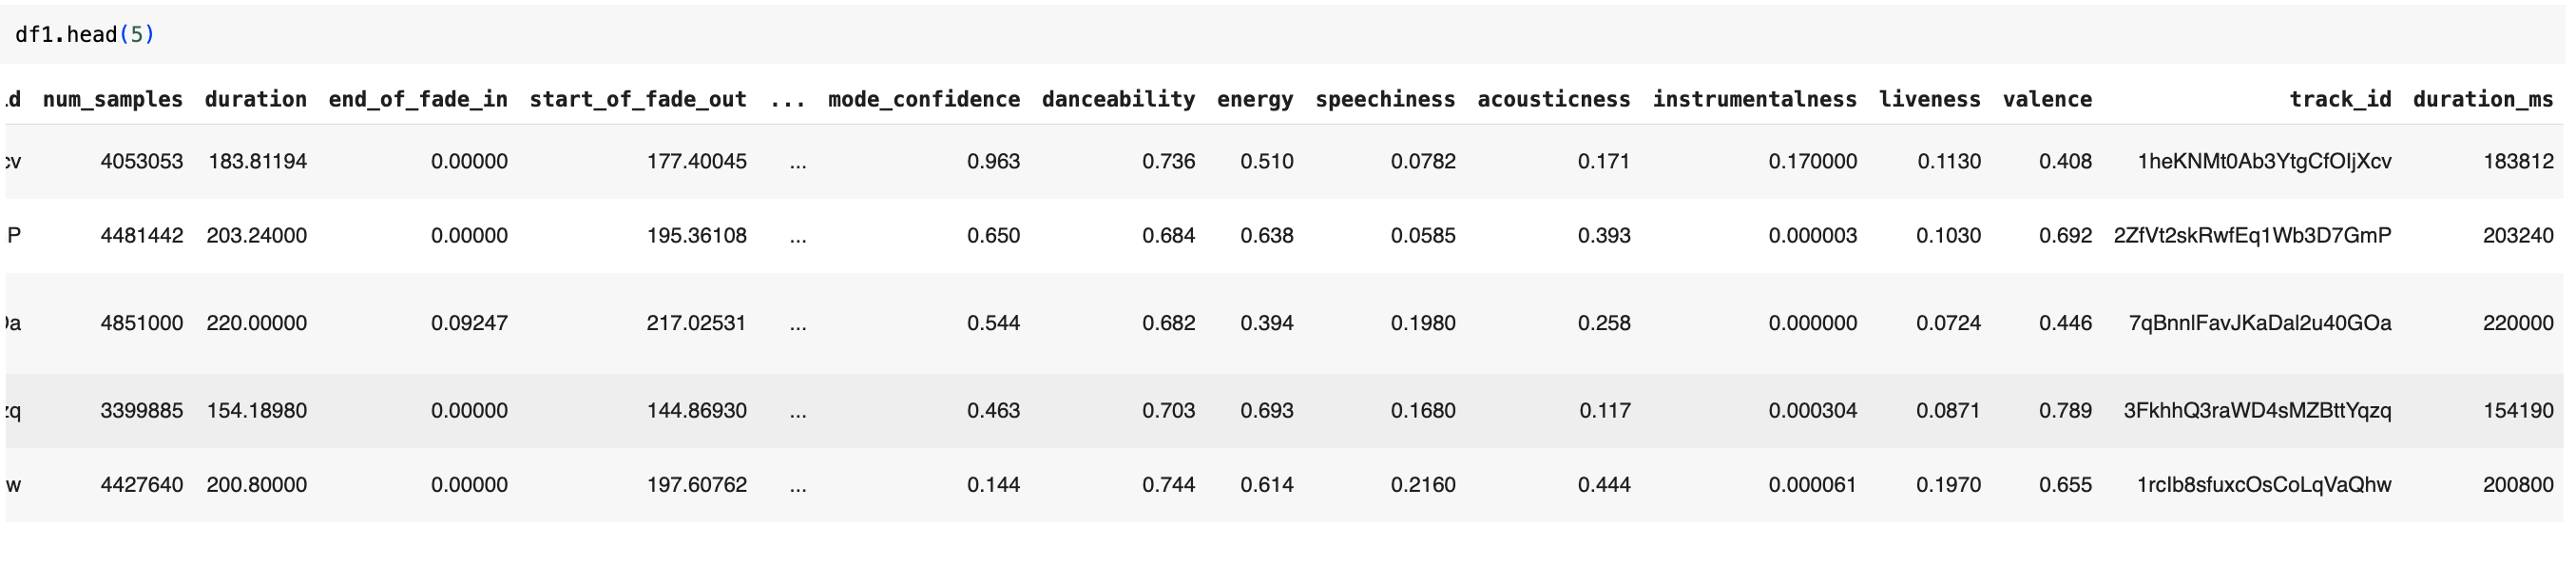 df1.head(5)
num_samples duration end_of_fade_in start_of_fade_out ... mode_confidence danceability energy speechiness acousticness instrumentalness liveness valence track_id duration_ms
4053053 183.81194 0.00000 177.40045 ... 0.963 0.736 0.510 0.0782 0.171 0.170000 0.1130 0.408 1heKNMt0Ab3YtgCfOljXcv 183812
P 4481442 203.24000 0.00000 195.36108 ... 0.650 0.684 0.638 0.0585 0.393 0.000003 0.1030 0.692 2ZfVt2skRwfEq1Wb3D7GmP 203240
a 4851000 220.00000 0.09247 217.02531 ... 0.544 0.682 0.394 0.1980 0.258 0.000000 0.0724 0.446 7qBnnlFavJKaDal2u40GOa 220000
zq 3399885 154.18980 0.00000 144.86930 ... 0.463 0.703 0.693 0.1680 0.117 0.000304 0.0871 0.789 3FkhhQ3raWD4sMZBttYqzq 154190
w 4427640 200.80000 0.00000 197.60762 ... 0.144 0.744 0.614 0.2160 0.444 0.000061 0.1970 0.655 1rcIb8sfuxcOsCoLqVaQhw 200800